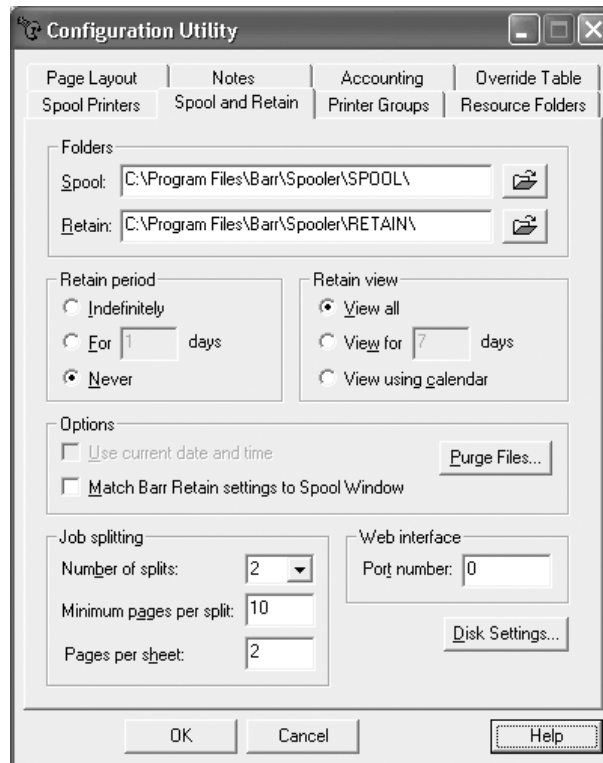 Configuration Utility
Page Layout Notes Accounting Override Table
Spool Printers Spool and Retain Printer Groups Resource Folders
Folders
Spool: C:\Program Files\Barr\Spooler\SPOOL\
Retain: C:\Program Files\Barr\Spooler\RETAIN\
Retain period
Indefinitely
For 1 days
Never
Retain view
View all
View for 7 days
View using calendar
Options
Use current date and time
Purge Files...
Match Barr Retain settings to Spool Window
Job splitting
Number of splits: 2
Minimum pages per split: 10
Pages per sheet: 2
Web interface
Port number: 0
Disk Settings...
OK Cancel Help